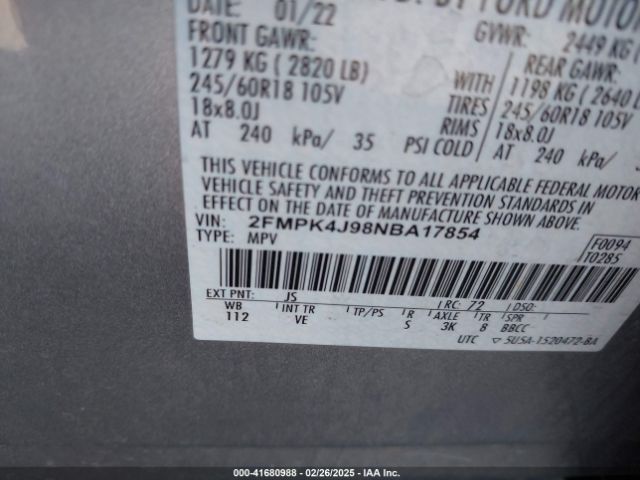 DATE: 01/22
BY FORD MOTOR
GVWR: 2449 KG
FRONT GAWR:
1279 KG ( 2820 LB)
245/60R18 105V
18x8.0J
AT 240 kPa/ 35 PSI COLD
WITH
TIRES
RIMS
REAR GAWR:
1198 KG ( 2640
245/60R18 105V
18x8.0J
AT 240 kPa/
THIS VEHICLE CONFORMS TO ALL APPLICABLE FEDERAL MOTOR
VEHICLE SAFETY AND THEFT PREVENTION STANDARDS
IN EFFECT ON THE DATE OF MANUFACTURE SHOWN ABOVE.
VIN: 2FMPK4J98NBA17854
TYPE: MPV
F0094
T0285
EXT PNT: JS RC: 72 DSO:
WB INT TR TP/PS R AXLE TR SPR
112 VE S 3K 8 BBCC
UTC ▽ 5U5A-1520472-BA
000-41680988 | 02/26/2025 | IAA Inc.